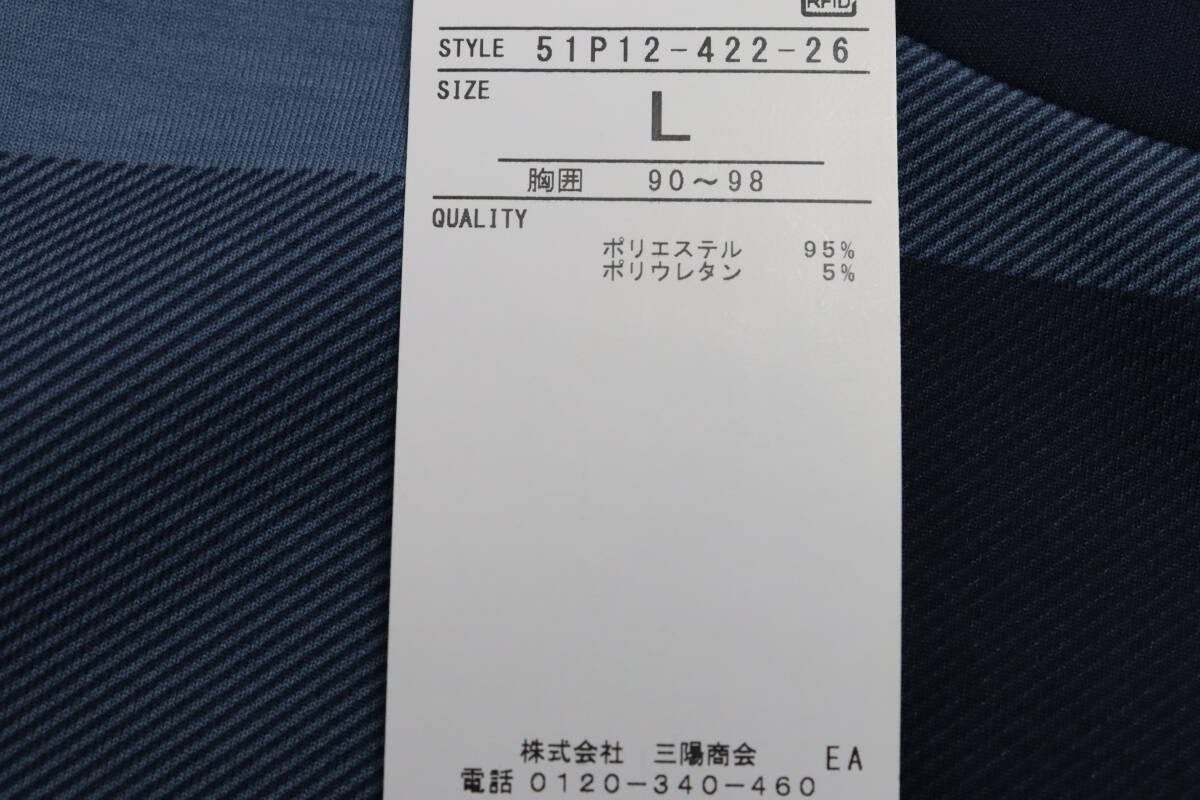 RFID
STYLE 51P12-422-26
SIZE
L
胸囲 90～98
QUALITY
ポリエステル 95%
ポリウレタン 5%
株式会社 三陽商会 EA
電話 0120-340-460